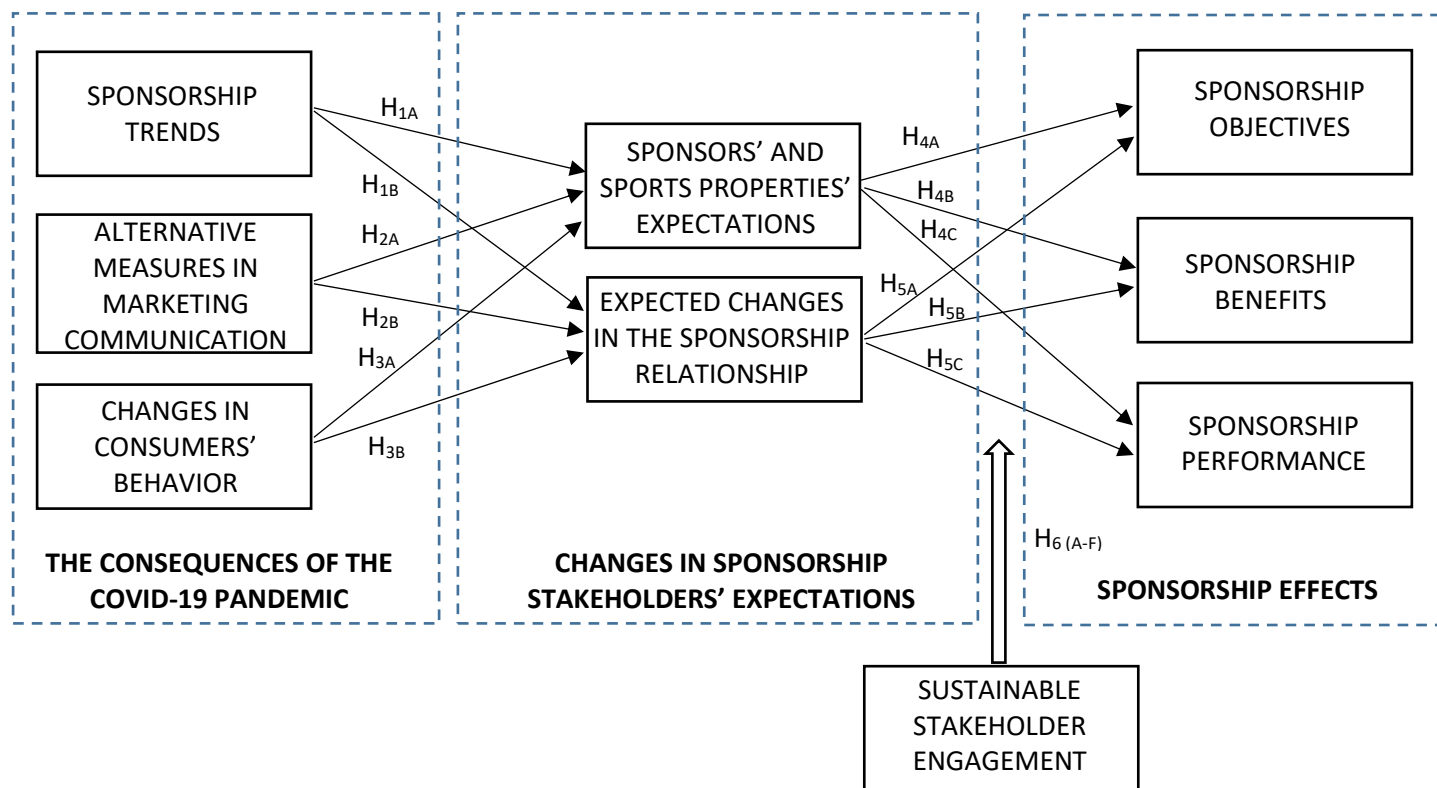 SPONSORSHIP
TRENDS
ALTERNATIVE
MEASURES IN
MARKETING
COMMUNICATION
CHANGES IN
CONSUMERS’
BEHAVIOR
THE CONSEQUENCES OF THE
COVID-19 PANDEMIC
H1A
H1B
H2A
H2B
H3A
H3B
SPONSORS’ AND
SPORTS PROPERTIES’
EXPECTATIONS
EXPECTED CHANGES
IN THE SPONSORSHIP
RELATIONSHIP
CHANGES IN SPONSORSHIP
STAKEHOLDERS’ EXPECTATIONS
H4A
H4B
H4C
H5A
H5B
H5C
SPONSORSHIP
OBJECTIVES
SPONSORSHIP
BENEFITS
SPONSORSHIP
PERFORMANCE
H6 (A-F)
SPONSORSHIP EFFECTS
SUSTAINABLE
STAKEHOLDER
ENGAGEMENT